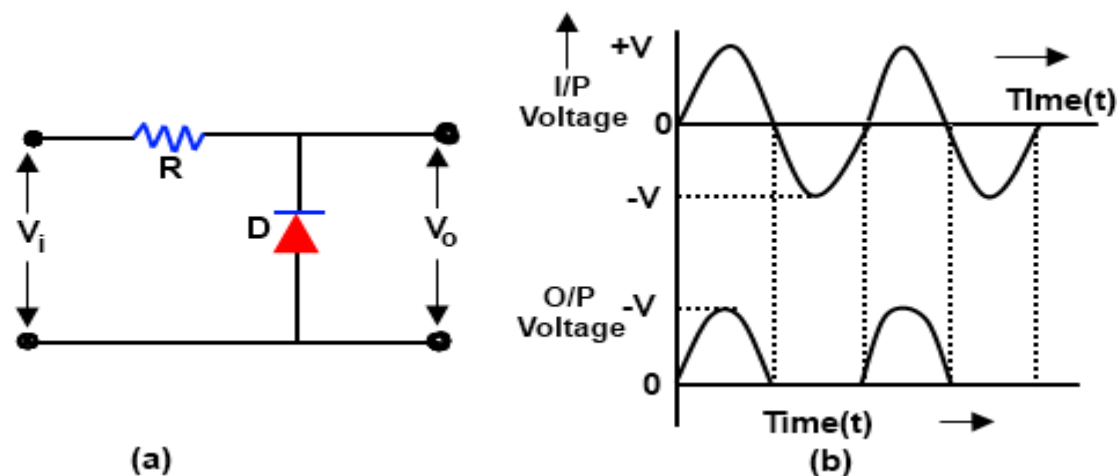 R
D
Vi
Vo
(a)
+V
I/P
Voltage
0
-V
TIme(t)
O/P
Voltage
-V
0
Time(t)
(b)